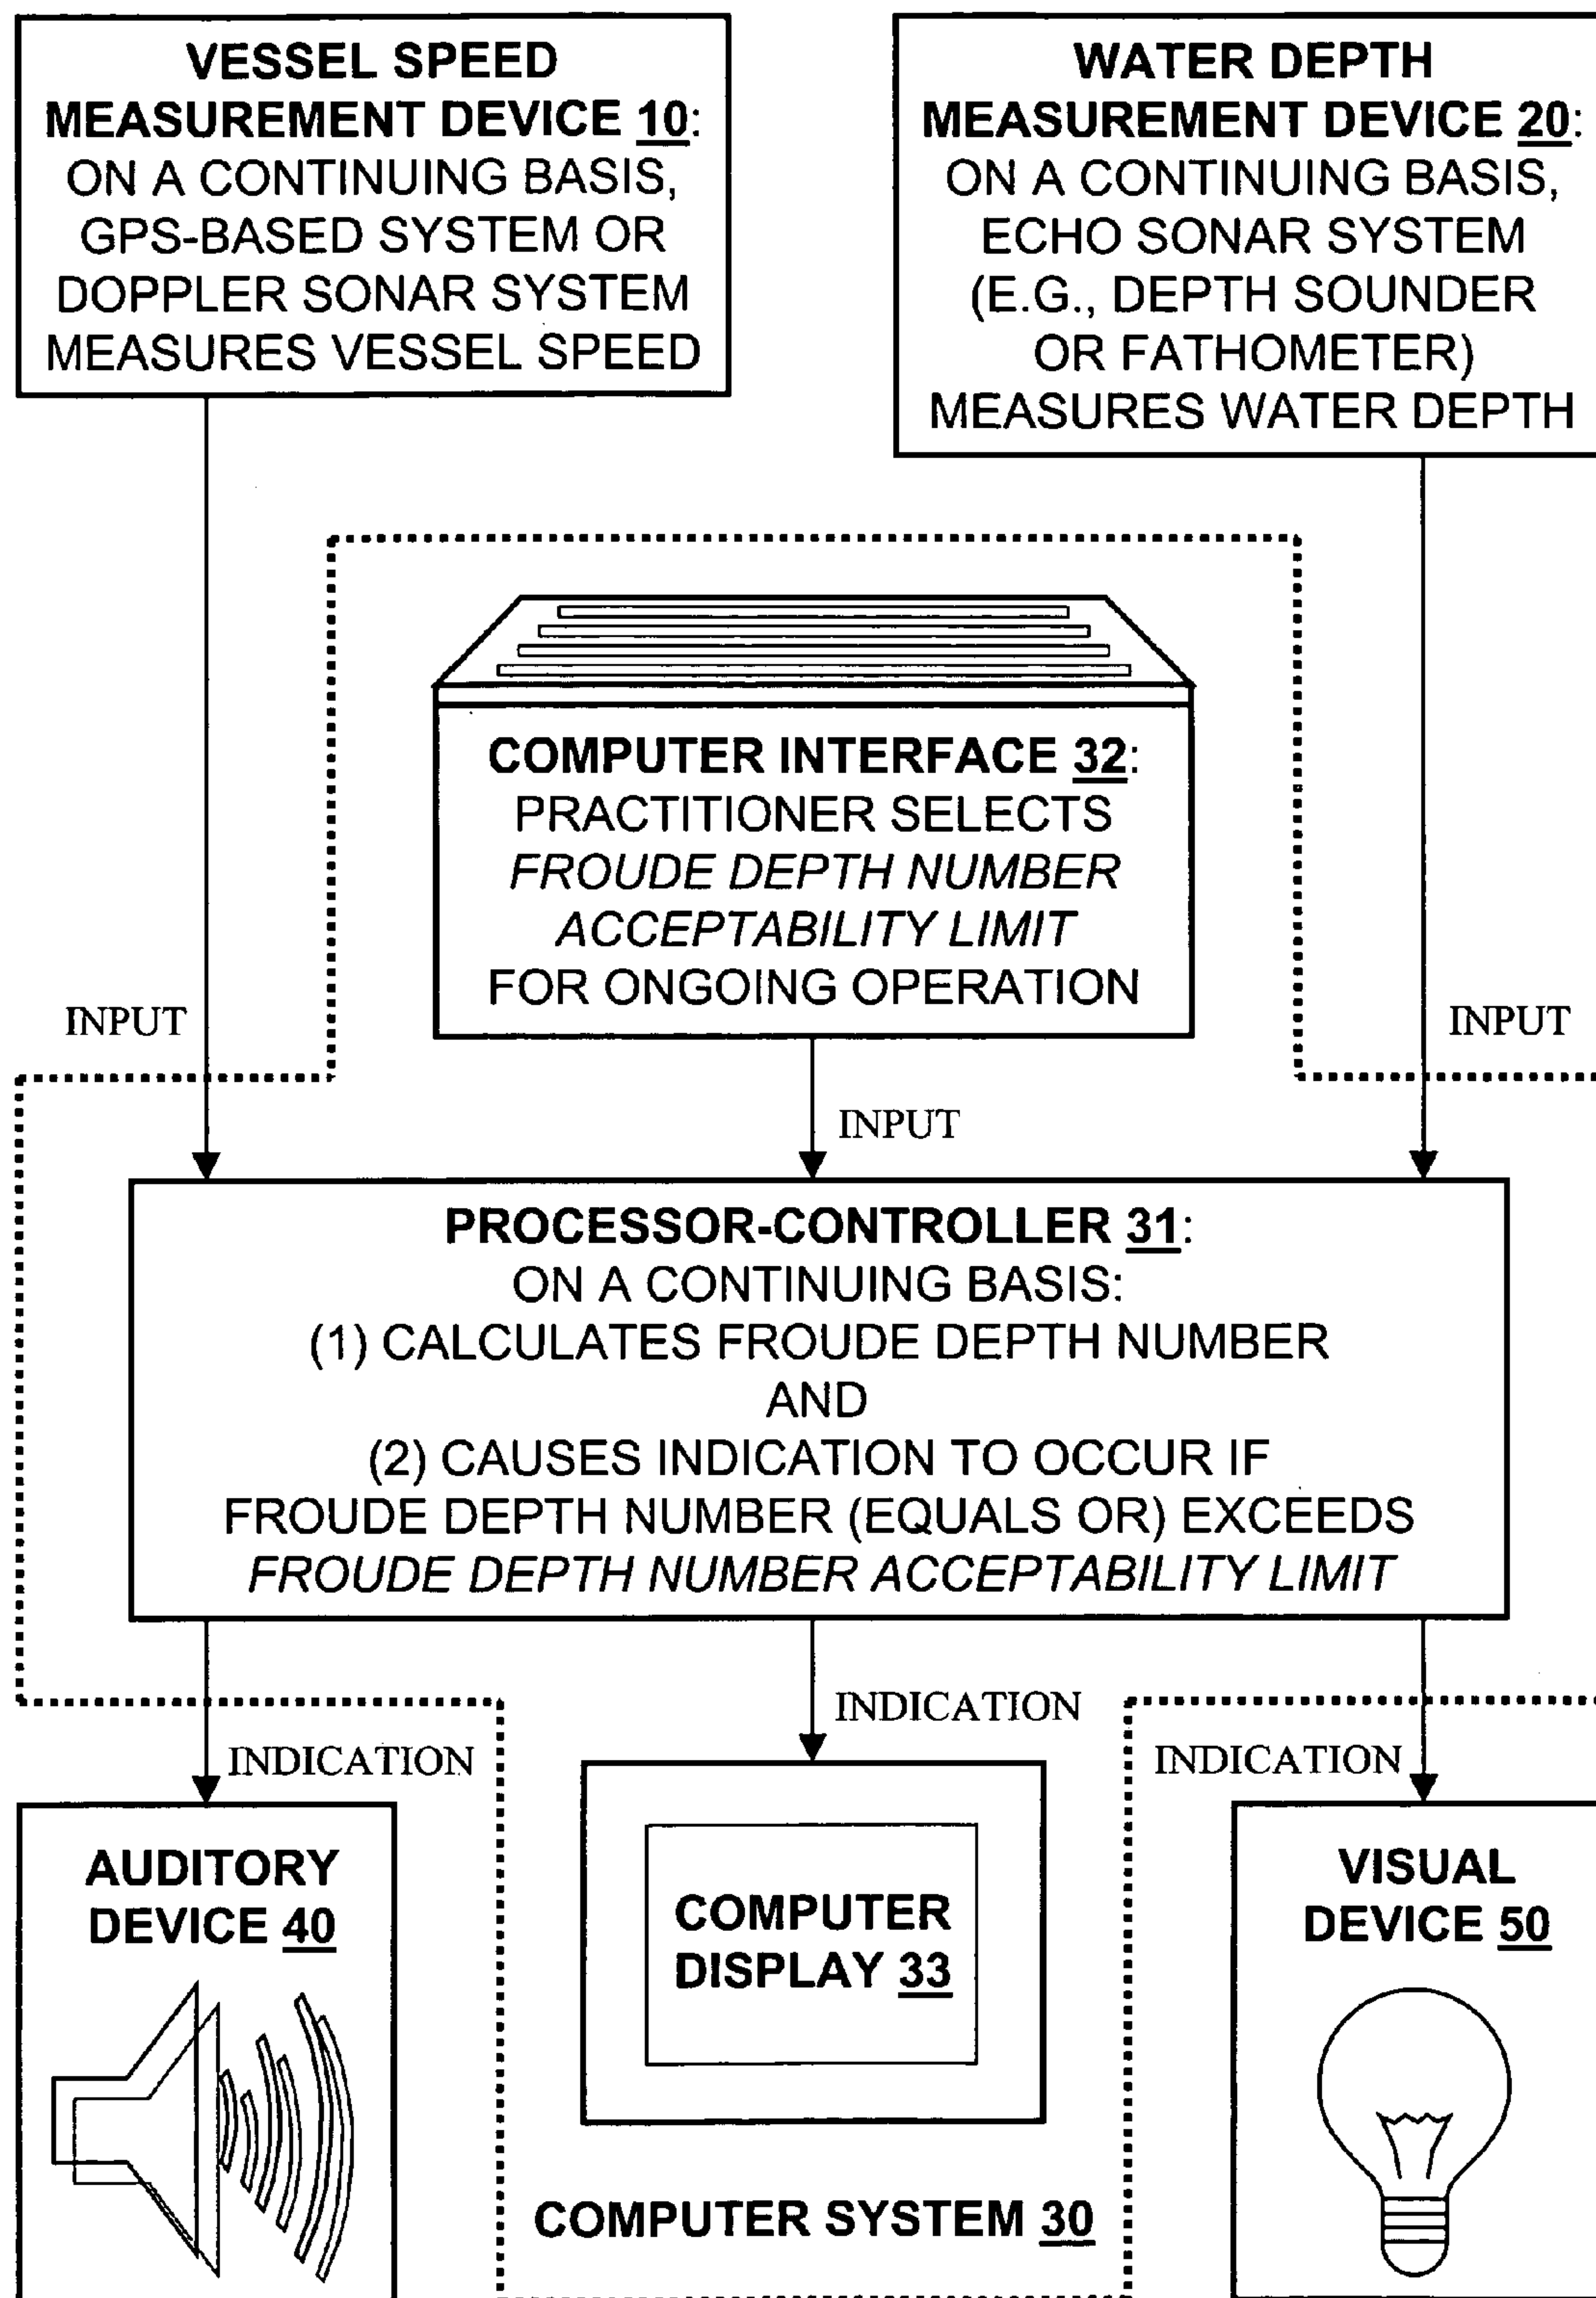 VESSEL SPEED
MEASUREMENT DEVICE 10:
ON A CONTINUING BASIS,
GPS-BASED SYSTEM OR
DOPPLER SONAR SYSTEM
MEASURES VESSEL SPEED
WATER DEPTH
MEASUREMENT DEVICE 20:
ON A CONTINUING BASIS,
ECHO SONAR SYSTEM
(E.G., DEPTH SOUNDER
OR FATHOMETER)
MEASURES WATER DEPTH
COMPUTER INTERFACE 32:
PRACTITIONER SELECTS
FROUDE DEPTH NUMBER
ACCEPTABILITY LIMIT
FOR ONGOING OPERATION
INPUT
INPUT
INPUT
PROCESSOR-CONTROLLER 31:
ON A CONTINUING BASIS:
(1) CALCULATES FROUDE DEPTH NUMBER
AND
(2) CAUSES INDICATION TO OCCUR IF
FROUDE DEPTH NUMBER (EQUALS OR) EXCEEDS
FROUDE DEPTH NUMBER ACCEPTABILITY LIMIT
INDICATION
INDICATION
INDICATION
AUDITORY
DEVICE 40
COMPUTER
DISPLAY 33
VISUAL
DEVICE 50
COMPUTER SYSTEM 30